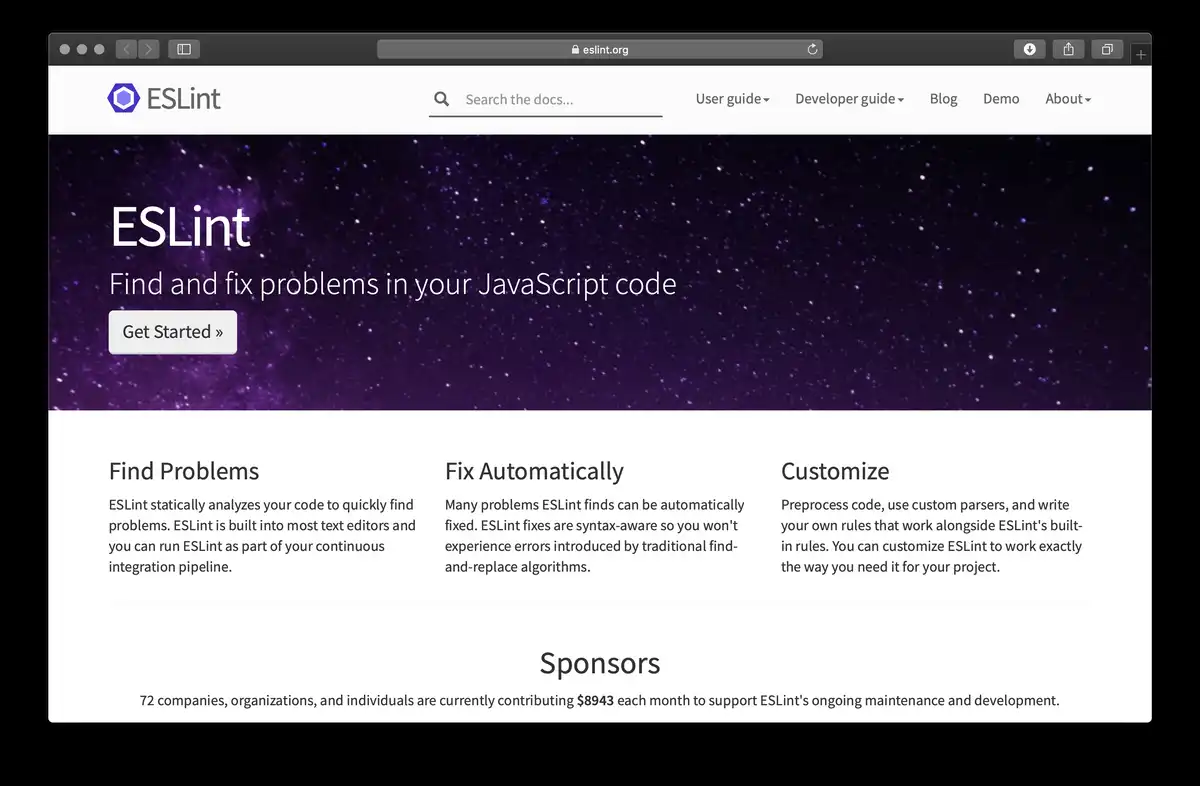 eslint.org
ESLint
Search the docs...
User guide
Developer guide
Blog
Demo
About
ESLint
Find and fix problems in your JavaScript code
Get Started »
Find Problems
ESLint statically analyzes your code to quickly find
problems. ESLint is built into most text editors and
you can run ESLint as part of your continuous
integration pipeline.
Fix Automatically
Many problems ESLint finds can be automatically
fixed. ESLint fixes are syntax-aware so you won't
experience errors introduced by traditional find-
and-replace algorithms.
Customize
Preprocess code, use custom parsers, and write
your own rules that work alongside ESLint's built-
in rules. You can customize ESLint to work exactly
the way you need it for your project.
Sponsors
72 companies, organizations, and individuals are currently contributing $8943 each month to support ESLint's ongoing maintenance and development.